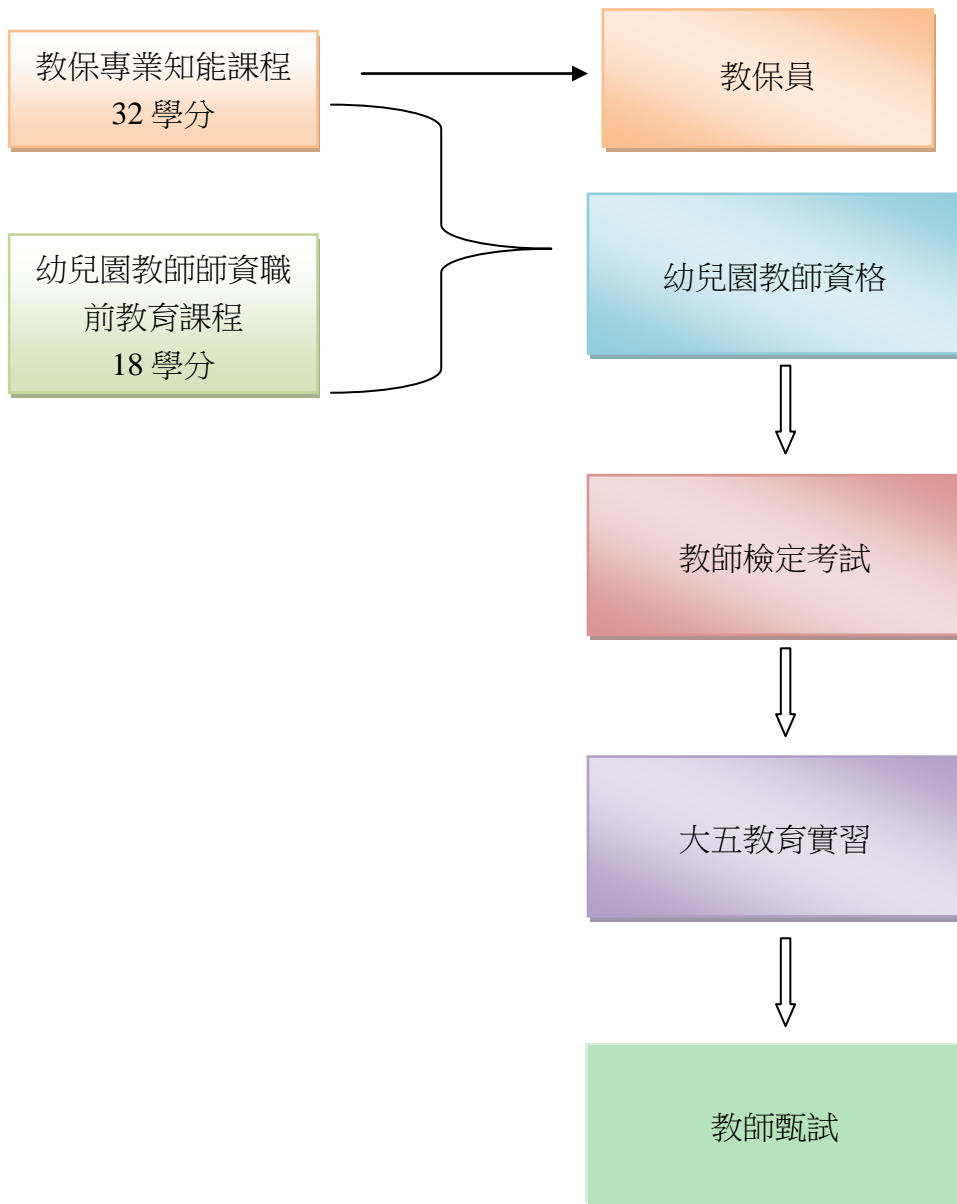 教保專業知能課程
32 學分
教保員
幼兒園教師師資職
前教育課程
18 學分
幼兒園教師資格
教師檢定考試
大五教育實習
教師甄試